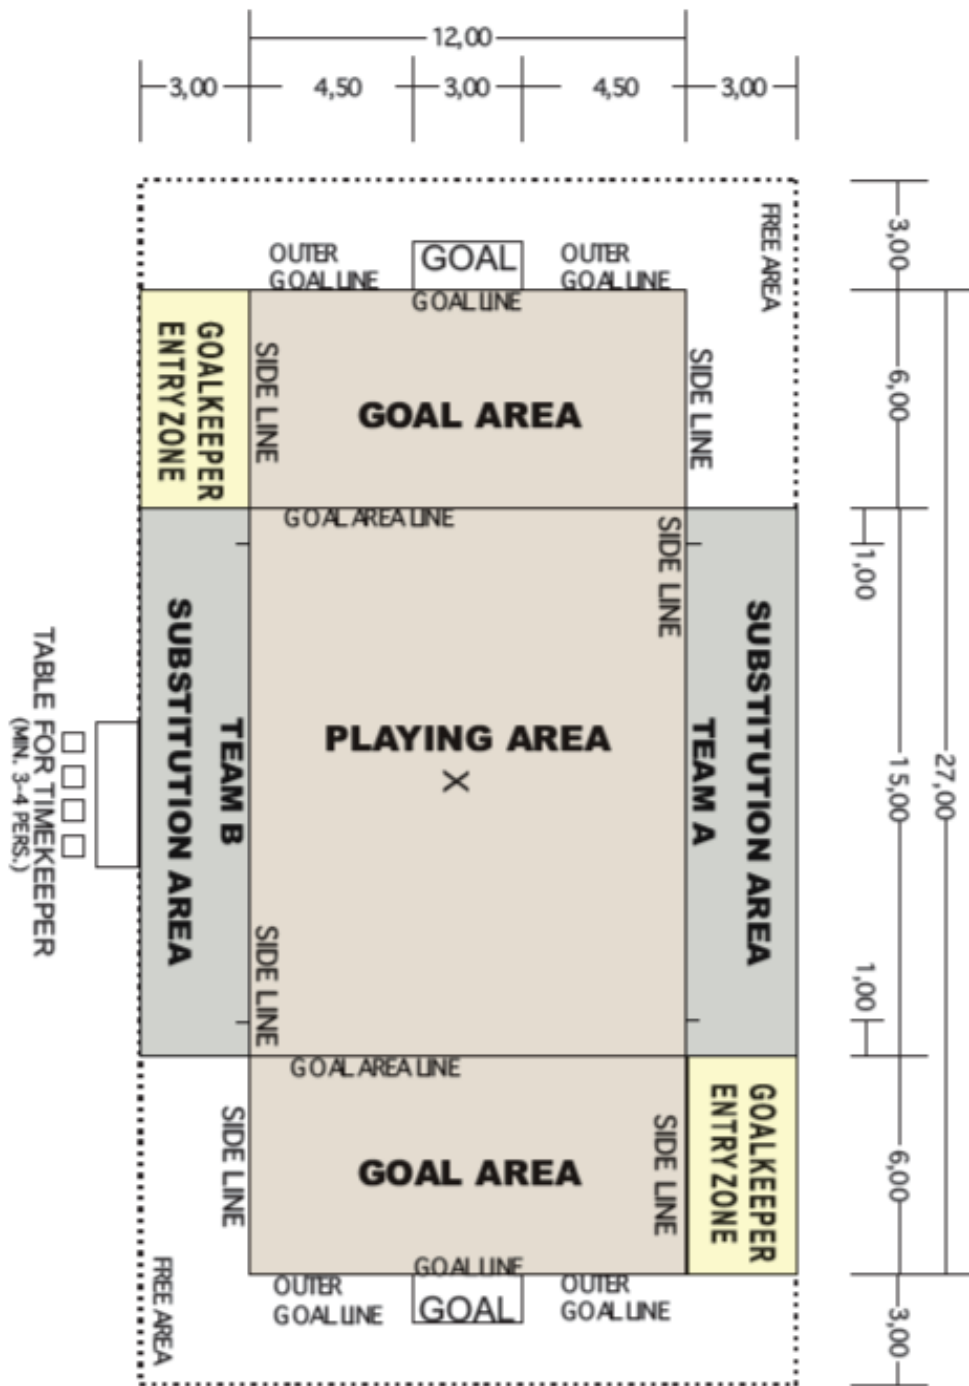 12,00
3,00
4,50
3,00
4,50
3,00
FREE AREA
3,00
OUTER
GOAL LINE
GOAL
OUTER
GOAL LINE
GOAL LINE
GOALKEEPER
ENTRY ZONE
SIDE LINE
GOAL AREA
SIDE LINE
6,00
GOAL AREA LINE
SIDE LINE
1,00
SUBSTITUTION AREA
TEAM B
PLAYING AREA
X
TEAM A
SUBSTITUTION AREA
15,00
27,00
TABLE FOR TIMEKEEPER
(MIN. 3-4 PERS.)
SIDE LINE
1,00
GOAL AREA LINE
SIDE LINE
GOAL AREA
SIDE LINE
GOALKEEPER
ENTRY ZONE
6,00
GOAL LINE
FREE AREA
OUTER
GOAL LINE
GOAL
OUTER
GOAL LINE
3,00